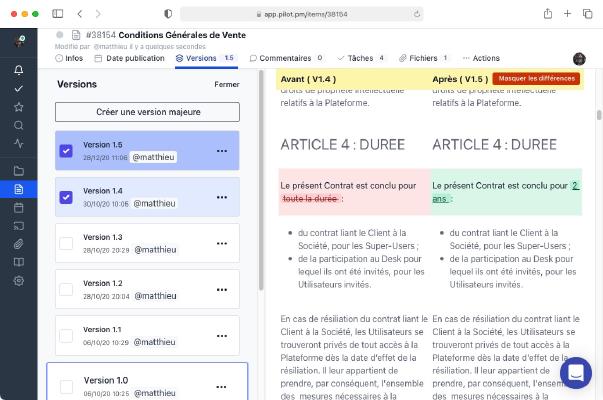 app.pilot.pm/items/38154
#38154 Conditions Générales de Vente
Modifié par @matthieu il y a quelques secondes
Infos
Date publication
Versions 1.5
Commentaires 0
Tâches 4
Fichiers 1
Actions
Versions
Fermer
Créer une version majeure
Version 1.5
28/12/20 11:06 @matthieu
Version 1.4
30/10/20 10:05 @matthieu
Version 1.3
28/10/20 20:29 @matthieu
Version 1.2
28/10/20 20:04 @matthieu
Version 1.1
06/10/20 10:29 @matthieu
Version 1.0
06/10/20 10:25 @matthieu
Avant ( V1.4 )
droits de propriété intellectuelle
relatifs à la Plateforme.
ARTICLE 4 : DUREE
Le présent Contrat est conclu pour
toute la durée :
du contrat liant le Client à la
Société, pour les Super-Users ;
de la participation au Desk pour
lequel ils ont été invités, pour les
Utilisateurs invités.
En cas de résiliation du contrat liant le
Client à la Société, les Utilisateurs se
trouveront privés de tout accès à la
Plateforme dès la date d'effet de la
résiliation. Il leur appartient de
prendre, par conséquent, l'ensemble
des mesures nécessaires à la
Après ( V1.5 )
Masquer les différences
droits de propriété intellectuelle
relatifs à la Plateforme.
ARTICLE 4 : DUREE
Le présent Contrat est conclu pour 2
ans :
du contrat liant le Client à la
Société, pour les Super-Users ;
de la participation au Desk pour
lequel ils ont été invités, pour les
Utilisateurs invités.
En cas de résiliation du contrat liant le
Client à la Société, les Utilisateurs se
trouveront privés de tout accès à la
Plateforme dès la date d'effet de la
résiliation. Il leur appartient de
prendre, par conséquent,
des mesures nécessaires à la